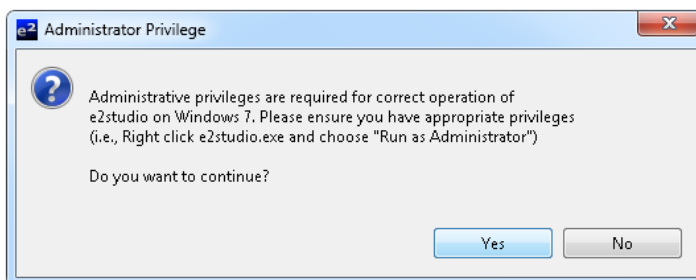 e² Administrator Privilege
Administrative privileges are required for correct operation of
e2studio on Windows 7. Please ensure you have appropriate privileges
(i.e., Right click e2studio.exe and choose "Run as Administrator")
Do you want to continue?
Yes No